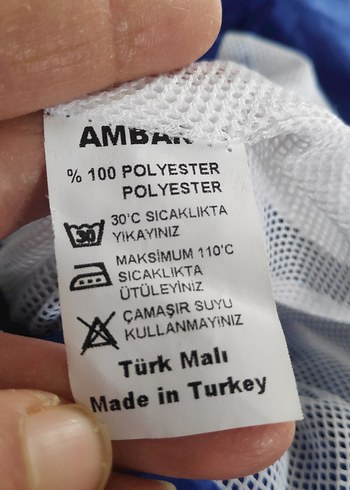 % 100 POLYESTER
POLYESTER
30
30°C SICAKLIKTA
YIKAYINIZ
MAKSİMUM 110°C
SICAKLIKTA
ÜTÜLEYİNİZ
ÇAMAŞIR SUYU
KULLANMAYINIZ
Türk Malı
Made in Turkey